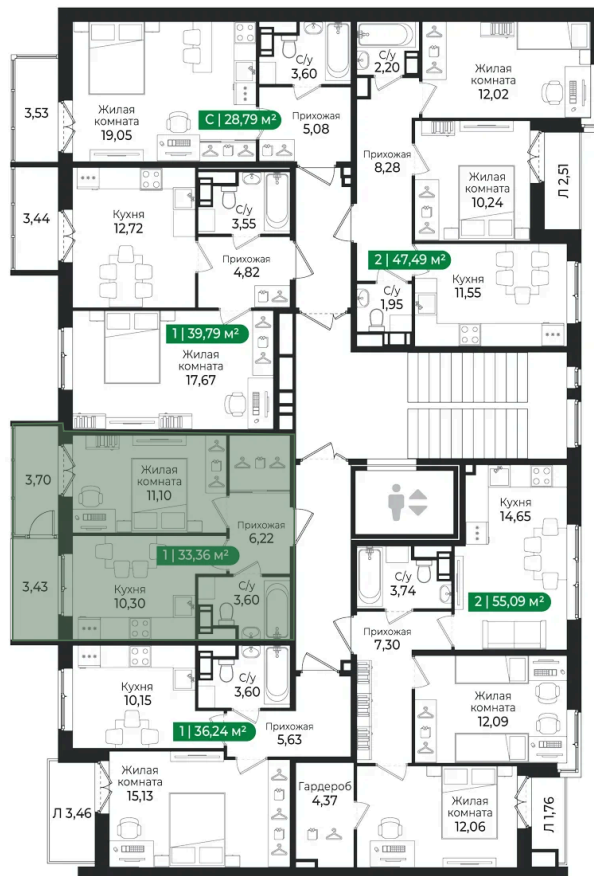 3,53
Жилая
комната
19,05
С | 28,79 м²
С/у
3,60
Прихожая
5,08
С/у
2,20
Жилая
комната
12,02
Прихожая
8,28
Жилая
комната
10,24
Л 2,51
3,44
Кухня
12,72
С/у
3,55
Прихожая
4,82
2 | 47,49 м²
С/у
1,95
Кухня
11,55
1 | 39,79 м²
Жилая
комната
17,67
3,70
Жилая
комната
11,10
Прихожая
6,22
1 | 33,36 м²
3,43
Кухня
10,30
С/у
3,60
Кухня
14,65
С/у
3,74
2 | 55,09 м²
Прихожая
7,30
Кухня
10,15
С/у
3,60
1 | 36,24 м²
Прихожая
5,63
Жилая
комната
12,09
Л 3,46
Жилая
комната
15,13
Гардероб
4,37
Жилая
комната
12,06
Л 1,76